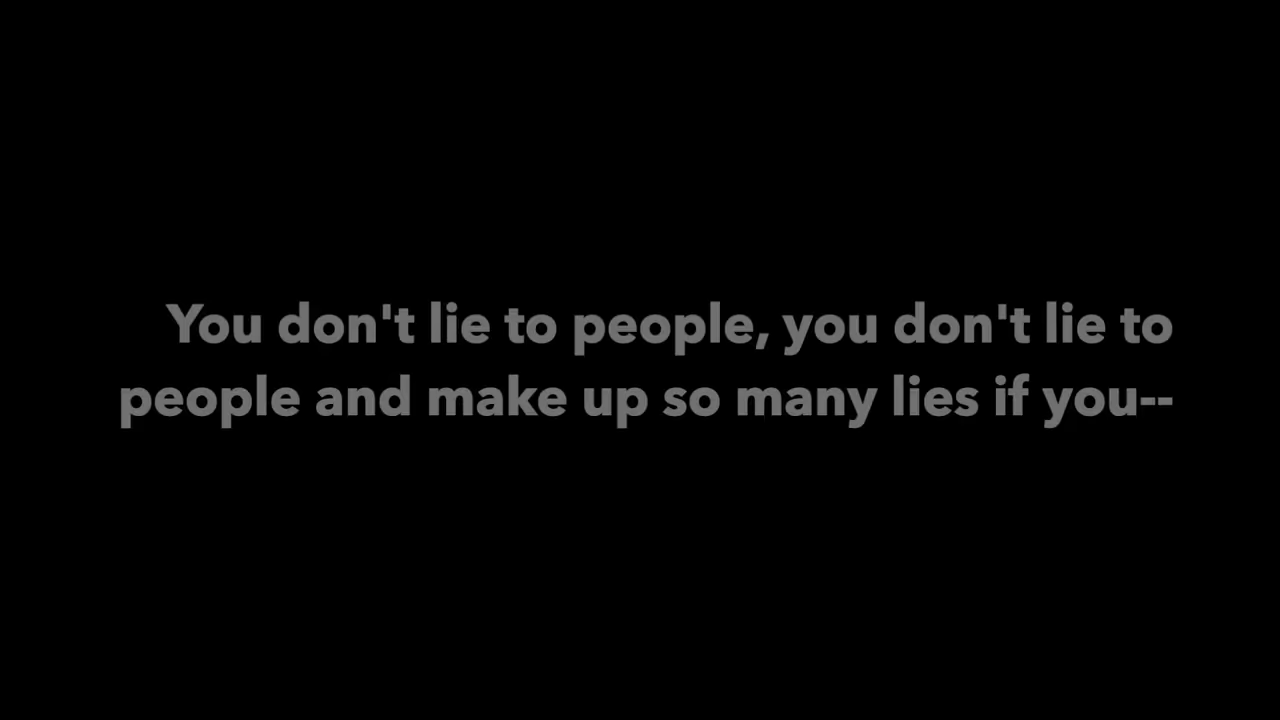 You don't lie to people, you don't lie to
people and make up so many lies if you--